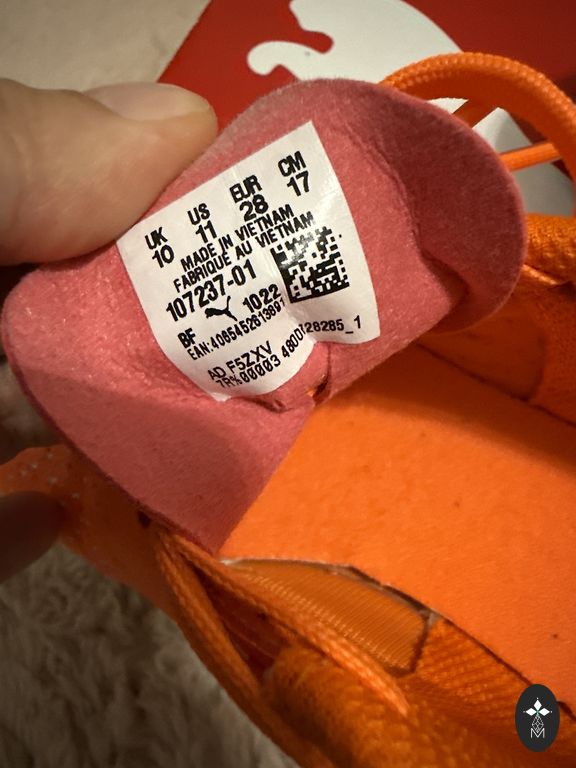 UK US EUR CM
10 11 28 17
MADE IN VIETNAM
FABRIQUÉ AU VIETNAM
107237-01
BF 1022
AD F5ZXV
M